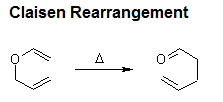 Claisen Rearrangement
Δ
O
O